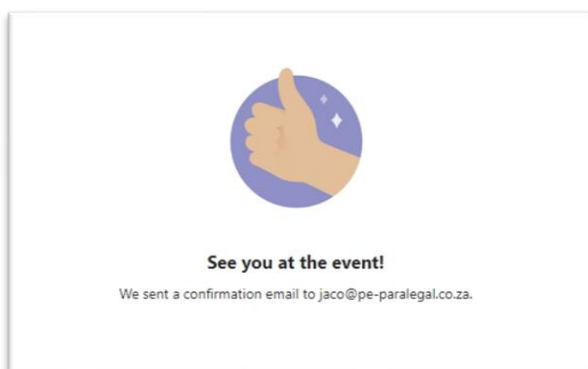 See you at the event!
We sent a confirmation email to jaco@pe-paralegal.co.za.